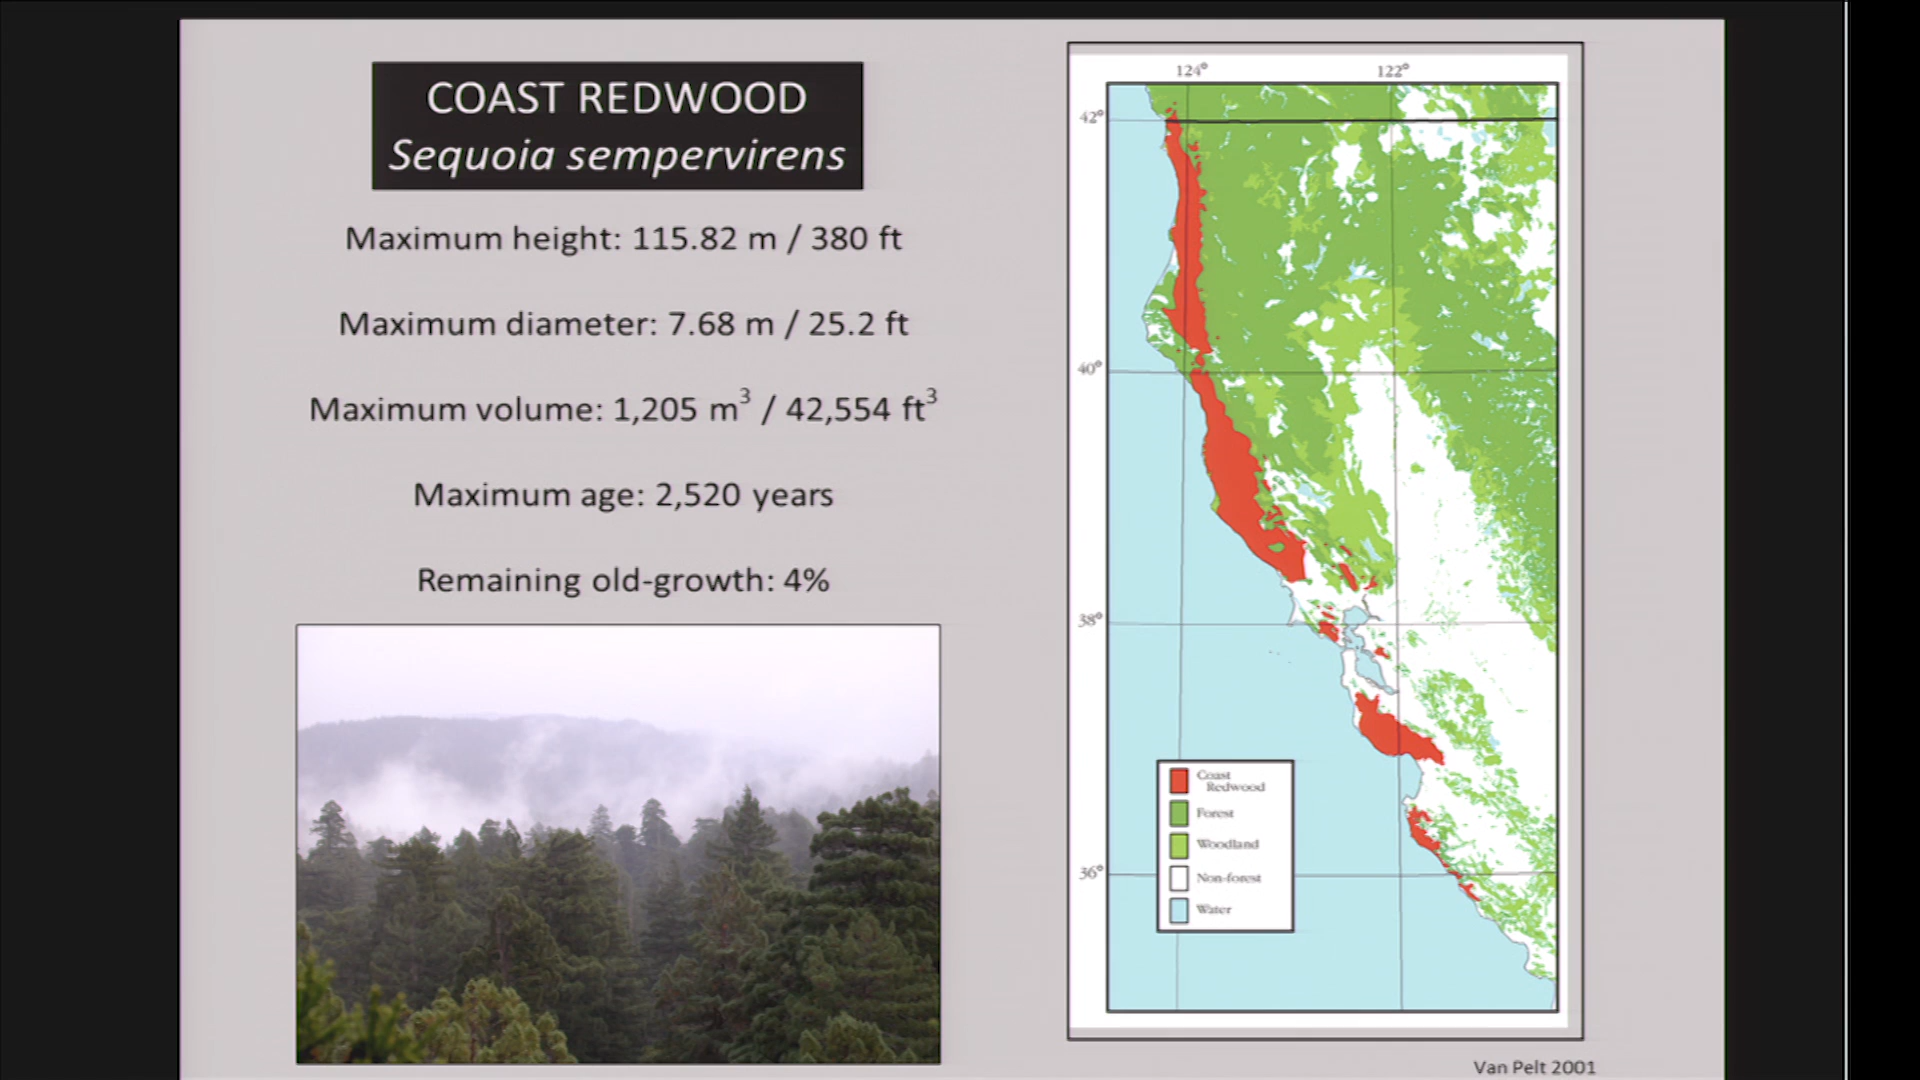 COAST REDWOOD
Sequoia sempervirens
Maximum height: 115.82 m / 380 ft
Maximum diameter: 7.68 m / 25.2 ft
Maximum volume: 1,205 m³ / 42,554 ft³
Maximum age: 2,520 years
Remaining old-growth: 4%
124° 122°
42°
40°
38°
36°
Coast
Redwood
Forest
Woodland
Non-forest
Water
Van Pelt 2001